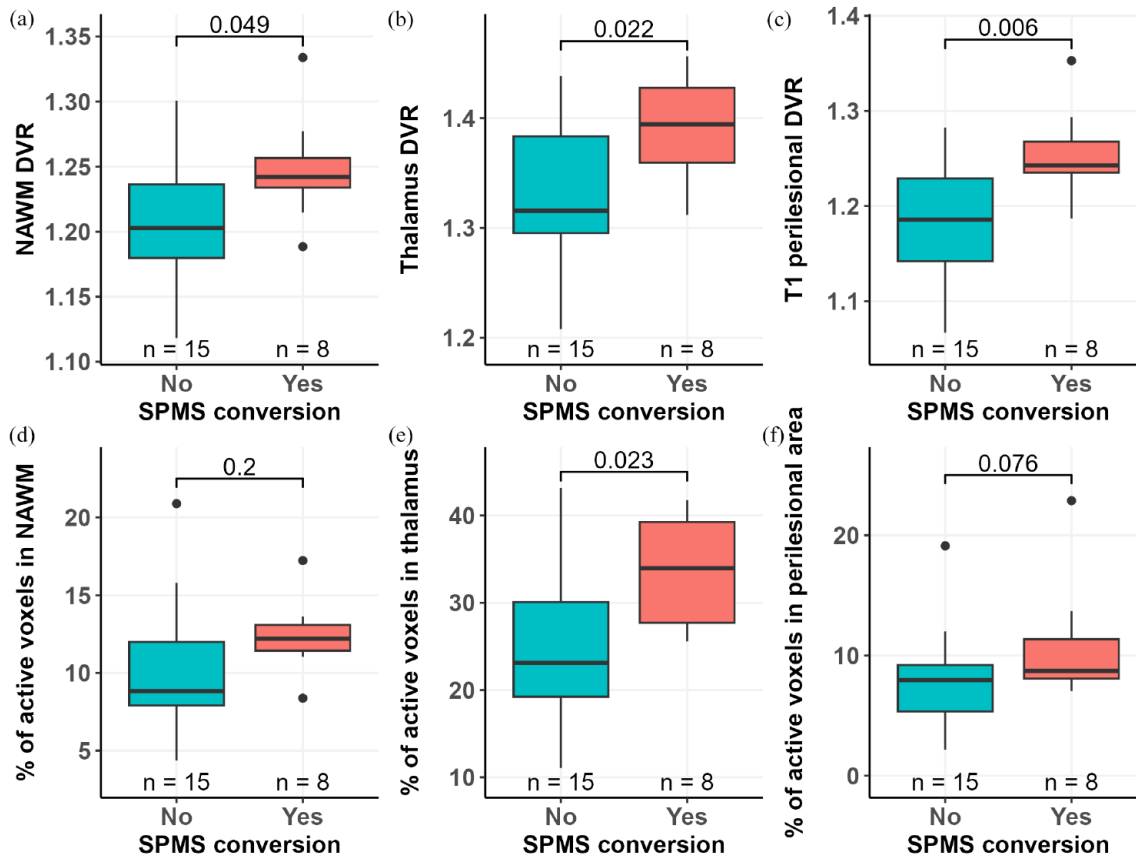 (a)
NAWM DVR
1.35
1.30
1.25
1.20
1.15
1.10
0.049
n = 15
n = 8
No
Yes
SPMS conversion
(b)
Thalamus DVR
1.4
1.3
1.2
0.022
n = 15
n = 8
No
Yes
SPMS conversion
(c)
T1 perilesional DVR
1.4
1.3
1.2
1.1
0.006
n = 15
n = 8
No
Yes
SPMS conversion
(d)
% of active voxels in NAWM
20
15
10
5
0.2
n = 15
n = 8
No
Yes
SPMS conversion
(e)
% of active voxels in thalamus
40
30
20
10
0.023
n = 15
n = 8
No
Yes
SPMS conversion
(f)
% of active voxels in perilesional area
20
10
0
0.076
n = 15
n = 8
No
Yes
SPMS conversion